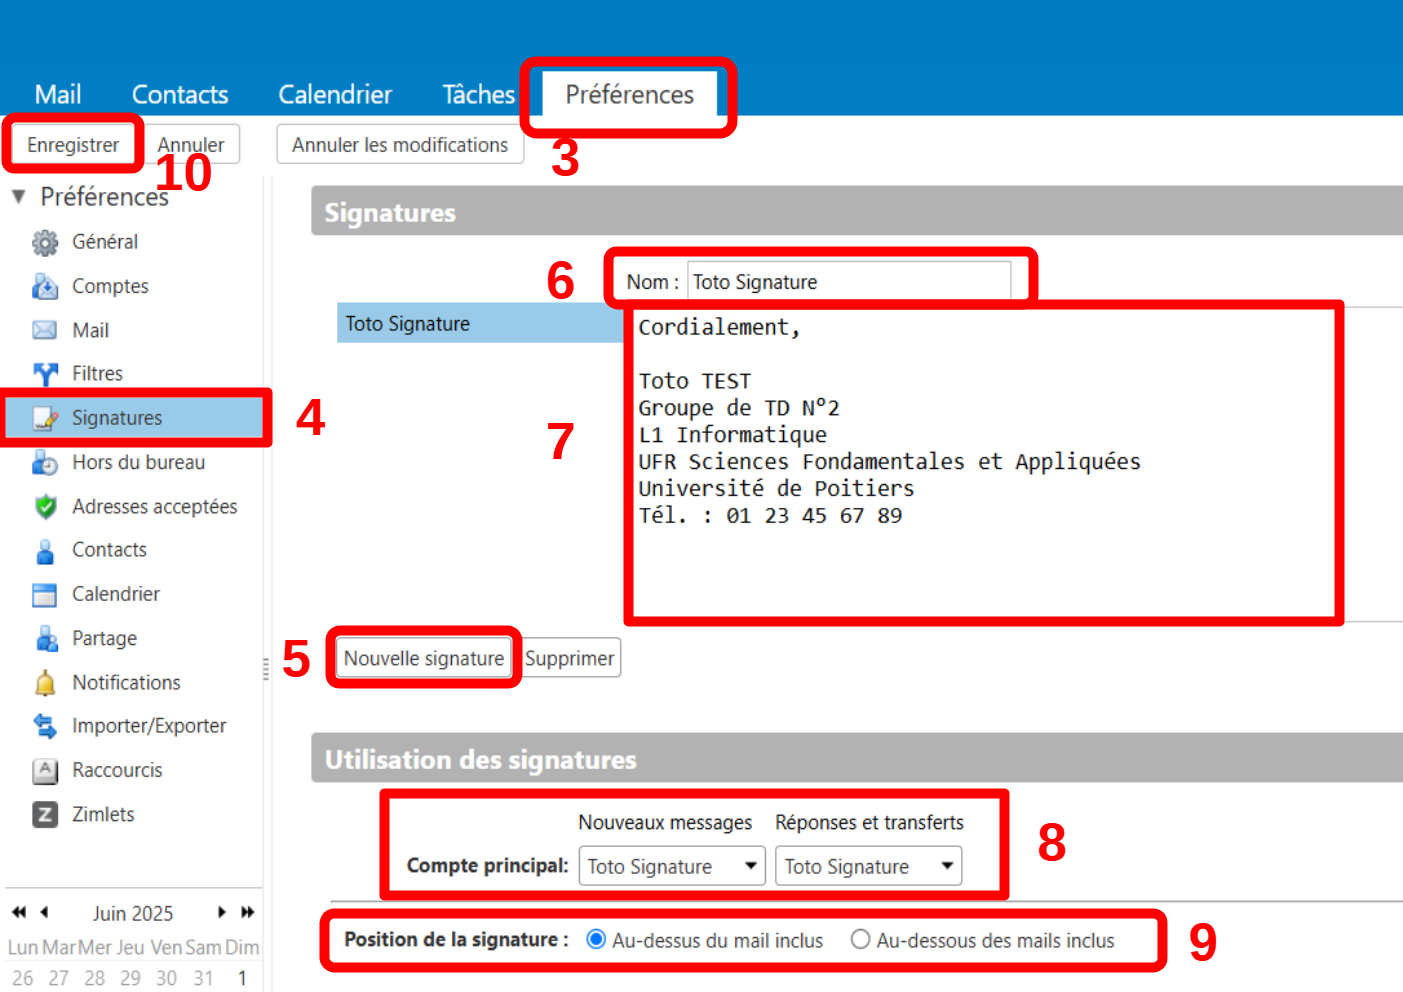 Mail Contacts Calendrier Tâches Préférences
Enregistrer Annuler Annuler les modifications
10 3
Préférences
Général
Comptes
Mail
Filtres
Signatures
4
Hors du bureau
Adresses acceptées
Contacts
Calendrier
Partage
Notifications
Importer/Exporter
Raccourcis
A
Zimlets
Z
Juin 2025
Lun Mar Mer Jeu Ven Sam Dim
26 27 28 29 30 31 1
Signatures
6
Nom : Toto Signature
Toto Signature
7
Cordialement,
Toto TEST
Groupe de TD N°2
L1 Informatique
UFR Sciences Fondamentales et Appliquées
Université de Poitiers
Tél. : 01 23 45 67 89
5
Nouvelle signature Supprimer
Utilisation des signatures
Nouveaux messages Réponses et transferts
Compte principal: Toto Signature Toto Signature
8
Position de la signature : Au-dessus du mail inclus Au-dessous des mails inclus
9